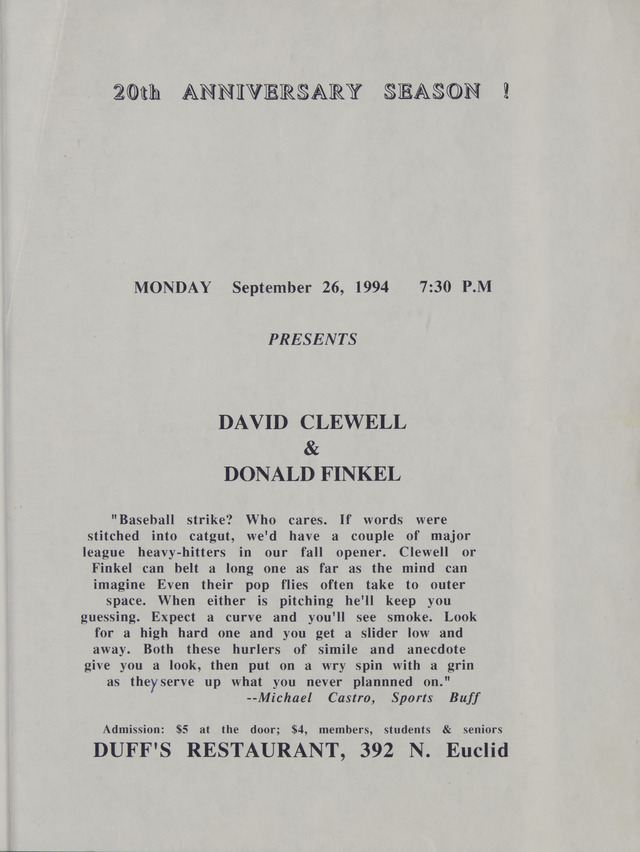 20th ANNIVERSARY SEASON !
MONDAY September 26, 1994 7:30 P.M
PRESENTS
DAVID CLEWELL
&
DONALD FINKEL
"Baseball strike? Who cares. If words were
stitched into catgut, we'd have a couple of major
league heavy-hitters in our fall opener. Clewell or
Finkel can belt a long one as far as the mind can
imagine Even their pop flies often take to outer
space. When either is pitching he'll keep you
guessing. Expect a curve and you'll see smoke. Look
for a high hard one and you get a slider low and
away. Both these hurlers of simile and anecdote
give you a look, then put on a wry spin with a grin
as they serve up what you never plannned on."
--Michael Castro, Sports Buff
Admission: $5 at the door; $4, members, students & seniors
DUFF'S RESTAURANT, 392 N. Euclid